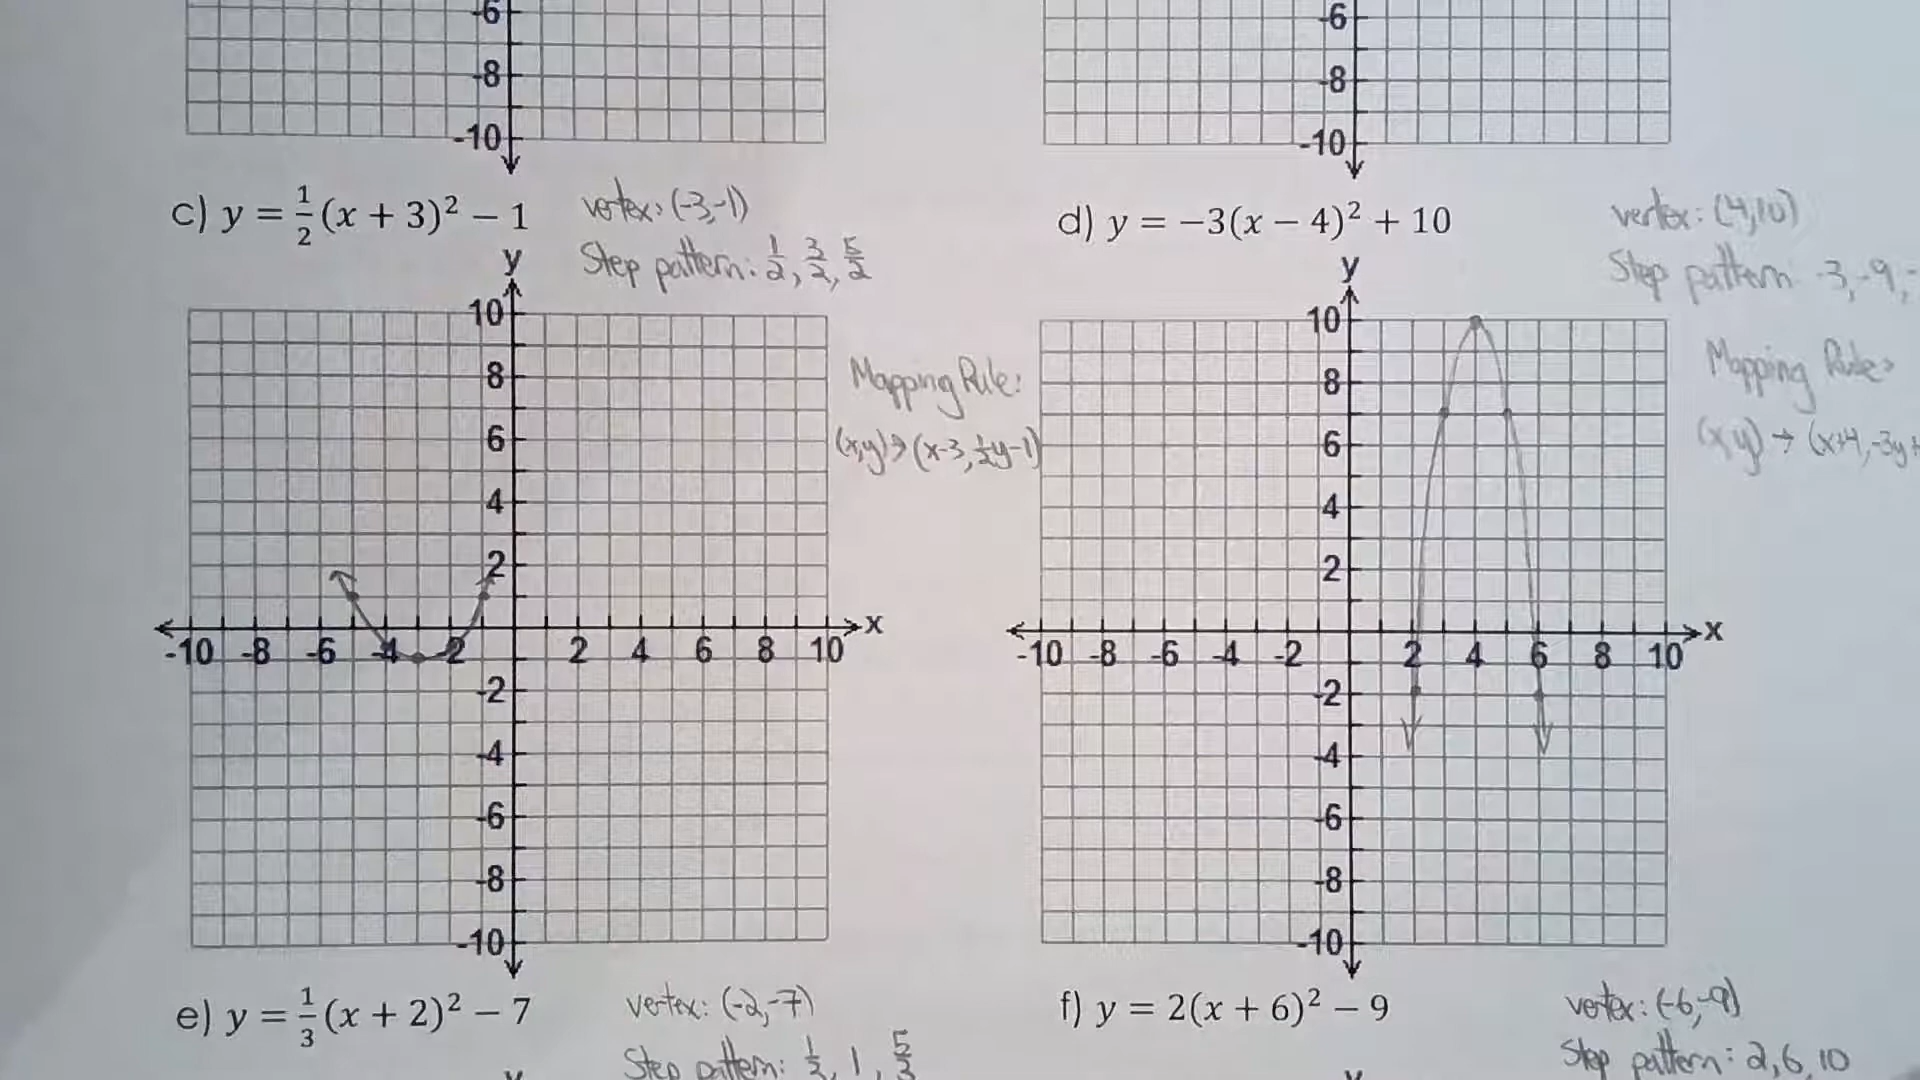 -6
-8
-10
-6
-8
-10
c) y = 1/2 (x + 3)² − 1
vertex: (-3,-1)
Step pattern: 1/2, 3/2, 5/2
y
10
8
6
4
2
-10 -8 -6 -4 -2 2 4 6 8 10 x
-2
-4
-6
-8
-10
Mapping Rule:
(x,y)→(x-3, 1/2y-1)
d) y = −3(x − 4)² + 10
vertex: (4,10)
Step pattern: -3,-9,-
y
10
8
6
4
2
-10 -8 -6 -4 -2 2 4 6 8 10 x
-2
-4
-6
-8
-10
Mapping Rule:
(x,y) → (x+4,-3y+
e) y = 1/3 (x + 2)² − 7
vertex: (-2,-7)
Step pattern: 1/3, 1, 5/3
y
f) y = 2(x + 6)² − 9
vertex: (-6,-9)
Step pattern: 2,6,10
y